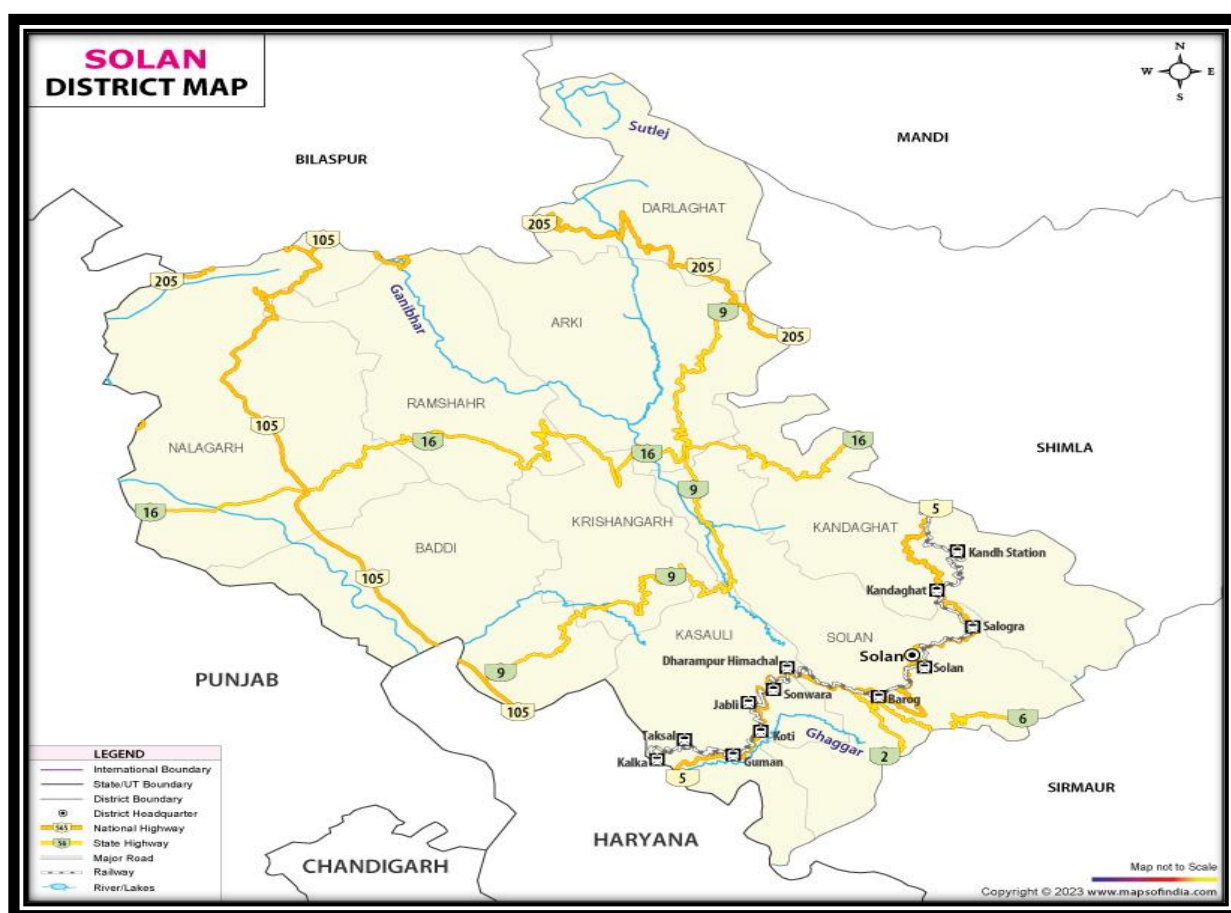 SOLAN
DISTRICT MAP
N
W E
S
Sutlej
MANDI
BILASPUR
DARLAGHAT
205
105
205
205
Ganibhar
9
ARKI
205
RAMSHAHR
105
16
16
16
NALAGARH
SHIMLA
9
16
5
KRISHANGARH
KANDAGHAT
BADDI
Kandh Station
105
9
Kandaghat
Salogra
KASAULI
SOLAN
Solan
Dharampur Himachal
Solan
9
PUNJAB
Sonwara
Barog
Jabli
105
6
Taksal
Koti
Ghaggar
Kalka
Guman
2
5
SIRMAUR
HARYANA
CHANDIGARH
LEGEND
International Boundary
State/UT Boundary
District Boundary
District Headquarter
565 National Highway
56 State Highway
Major Road
Railway
River/Lakes
Map not to Scale
Copyright © 2023 www.mapsofindia.com